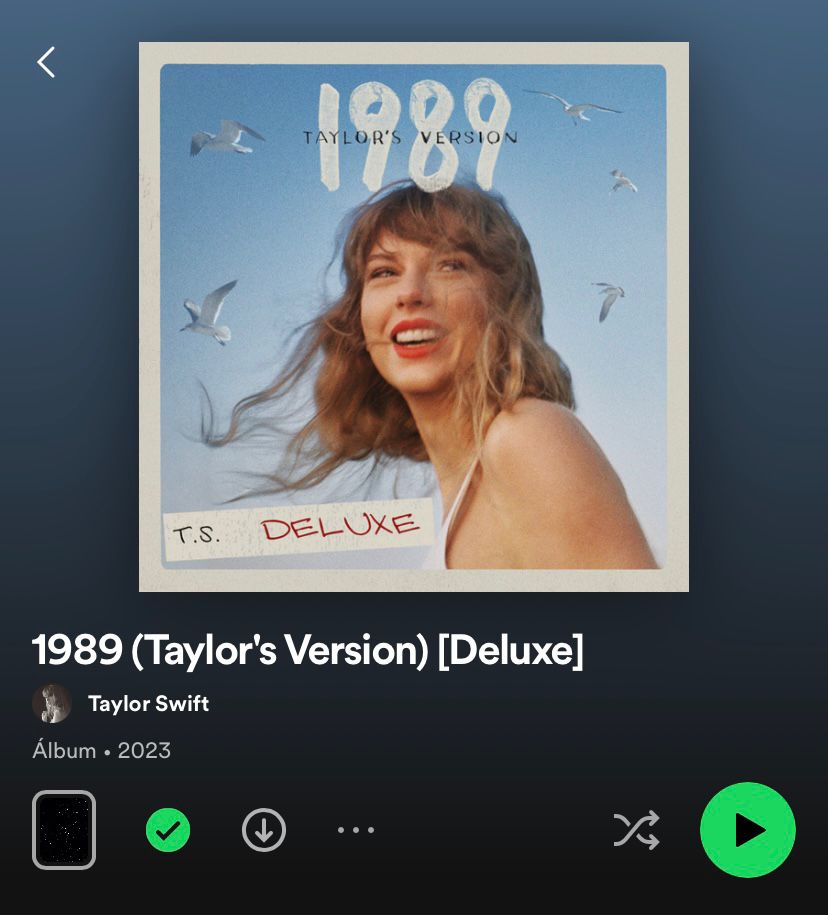 1989
TAYLOR'S VERSION
T.S. DELUXE
1989 (Taylor's Version) [Deluxe]
Taylor Swift
Álbum • 2023